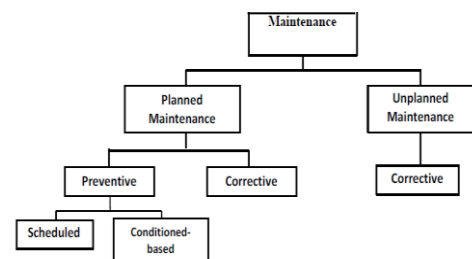 Maintenance
Planned
Maintenance
Unplanned
Maintenance
Preventive
Corrective
Corrective
Scheduled
Conditioned-
based